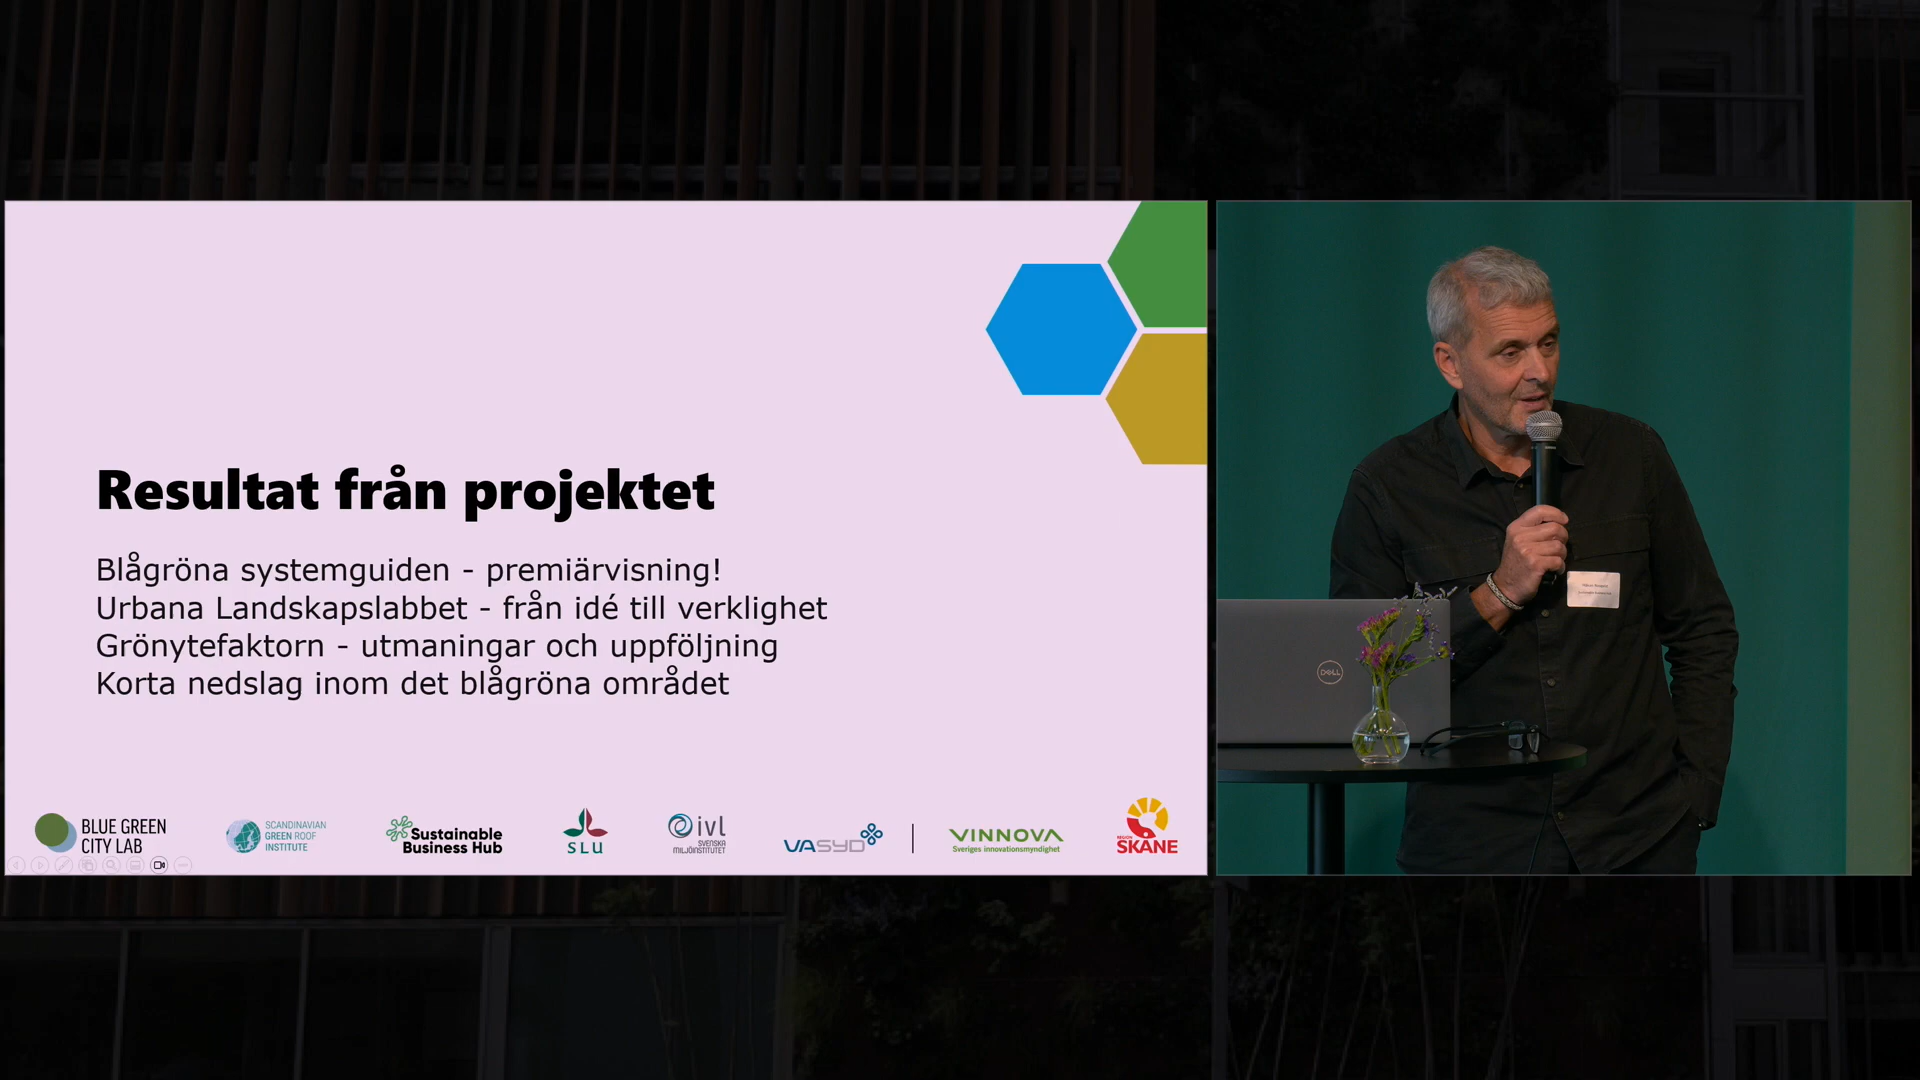 Resultat från projektet
Blågröna systemguiden - premiärvisning!
Urbana Landskapslabbet - från idé till verklighet
Grönytefaktorn - utmaningar och uppföljning
Korta nedslag inom det blågröna området
BLUE GREEN
CITY LAB
SCANDINAVIAN
GREEN ROOF
INSTITUTE
Sustainable
Business Hub
SLU
ivl
SVENSKA
MILJÖINSTITUTET
VASYD
VINNOVA
Sveriges innovationsmyndighet
REGION
SKÅNE
DELL